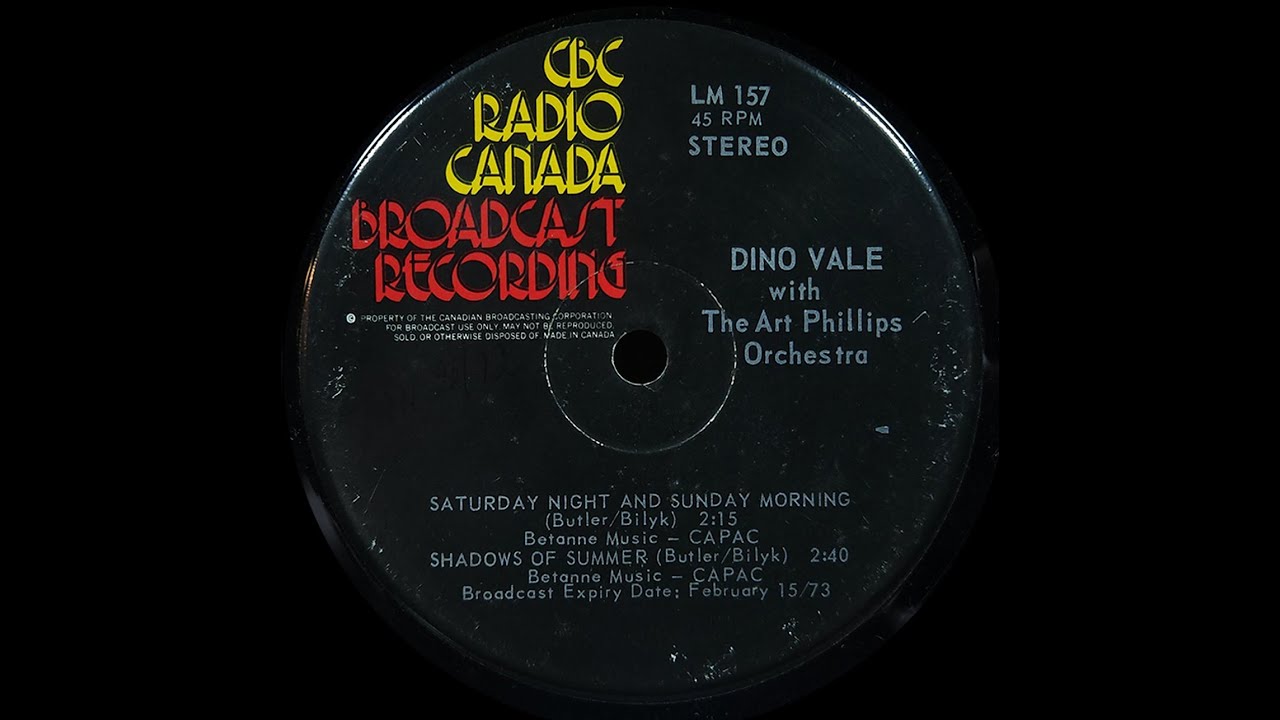 CBC
RADIO
CANADA
BROADCAST
RECORDING
© PROPERTY OF THE CANADIAN BROADCASTING CORPORATION
FOR BROADCAST USE ONLY. MAY NOT BE REPRODUCED,
SOLD, OR OTHERWISE DISPOSED OF. MADE IN CANADA
LM 157
45 RPM
STEREO
DINO VALE
with
The Art Phillips
Orchestra
SATURDAY NIGHT AND SUNDAY MORNING
(Butler/Bilyk) 2:15
Betanne Music – CAPAC
SHADOWS OF SUMMER (Butler/Bilyk) 2:40
Betanne Music – CAPAC
Broadcast Expiry Date: February 15/73